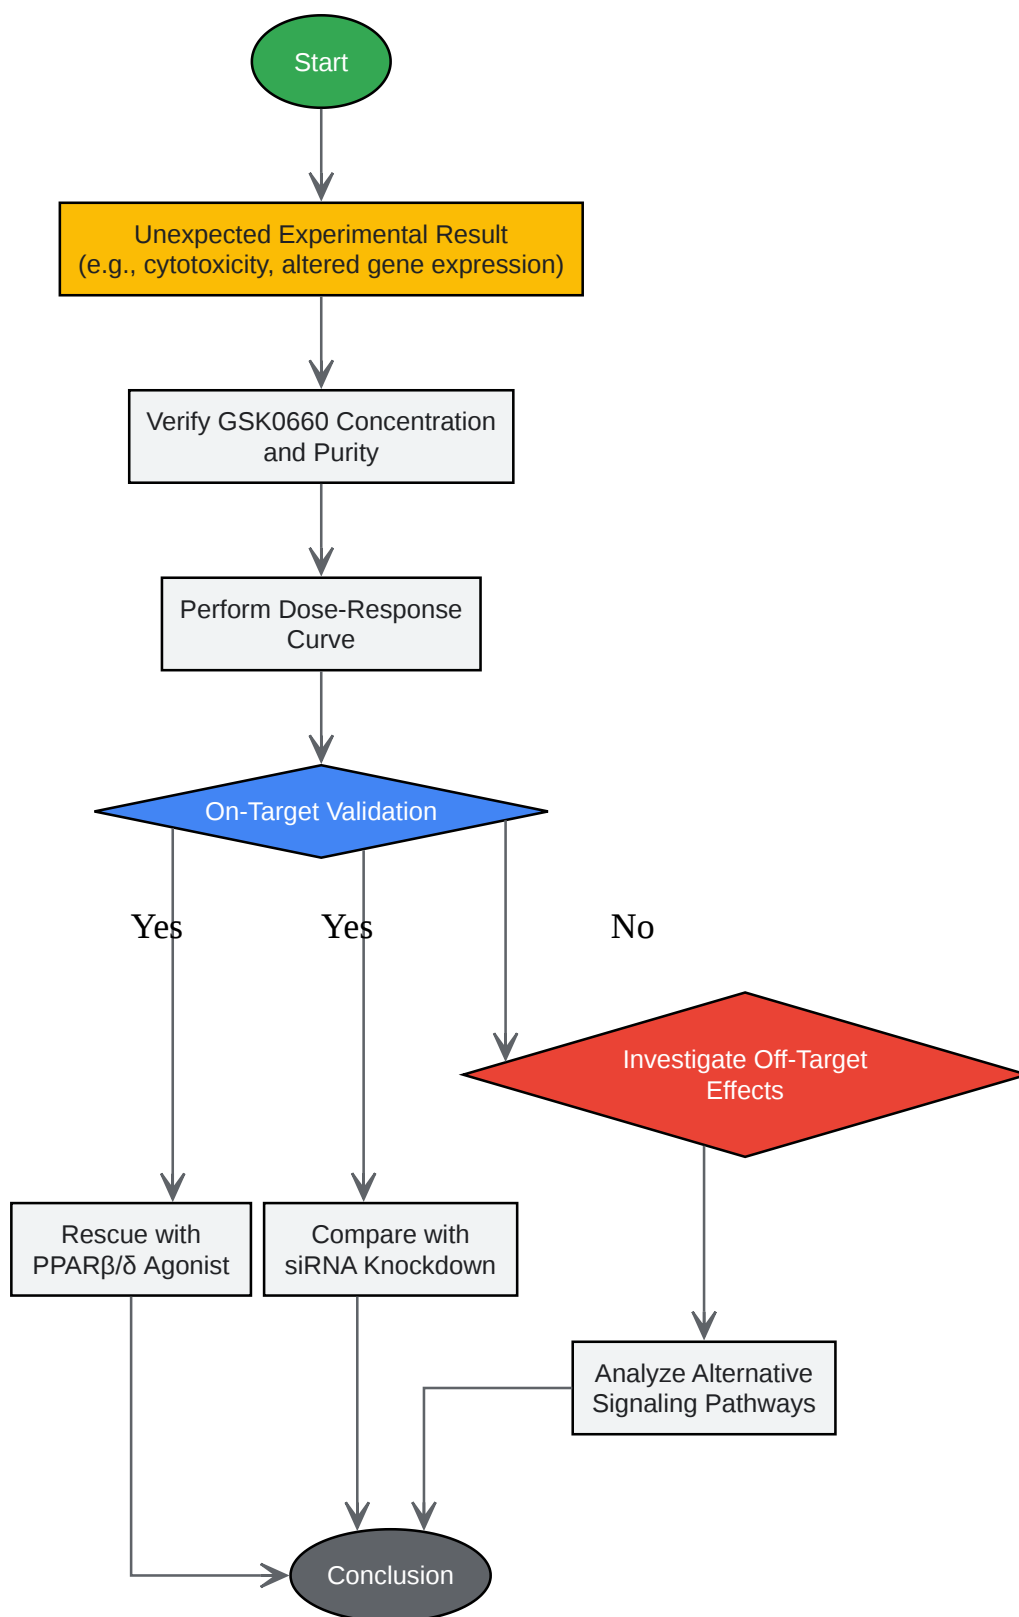 Start
Unexpected Experimental Result
(e.g., cytotoxicity, altered gene expression)
Verify GSK0660 Concentration
and Purity
Perform Dose-Response
Curve
On-Target Validation
Yes
Yes
No
Investigate Off-Target
Effects
Rescue with
PPARβ/δ Agonist
Compare with
siRNA Knockdown
Analyze Alternative
Signaling Pathways
Conclusion